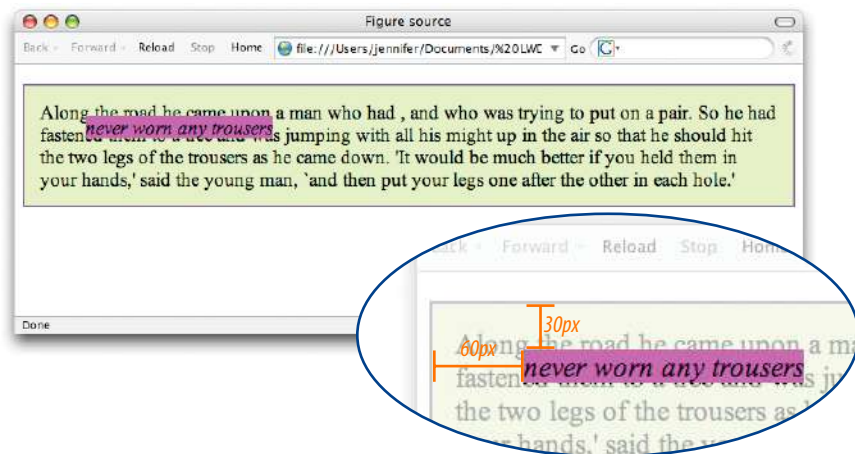 Figure source
Back Forward Reload Stop Home file:///Users/jennifer/Documents/%20LWD Go G
Along the road he came upon a man who had , and who was trying to put on a pair. So he had
never worn any trousers
fastened them to a tree and was jumping with all his might up in the air so that he should hit
the two legs of the trousers as he came down. 'It would be much better if you held them in
your hands,' said the young man, `and then put your legs one after the other in each hole.'
Done
Back Forward Reload Stop Home
30px
Along the road he came upon a ma
60px
never worn any trousers
fastened them to a tree and was ju
the two legs of the trousers as
hands,' said the